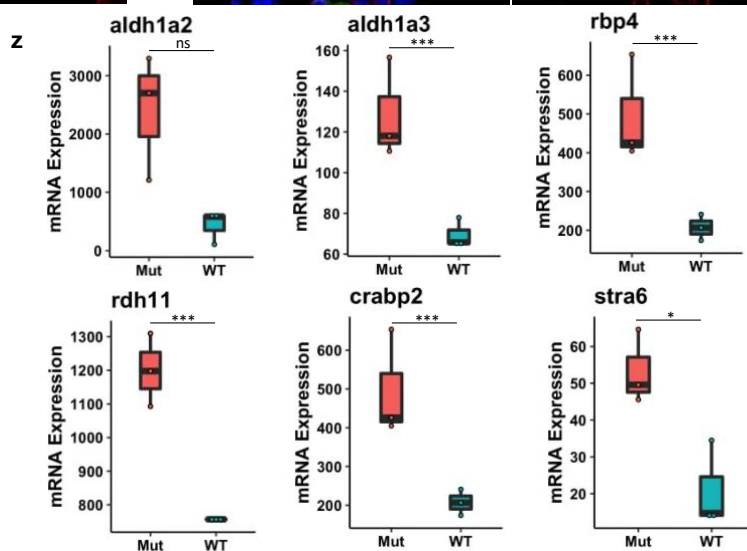 z
aldh1a2
aldh1a3
rbp4
ns
***
***
mRNA Expression
3000
2000
1000
0
Mut
WT
mRNA Expression
160
140
120
100
80
60
Mut
WT
mRNA Expression
600
500
400
300
200
Mut
WT
rdh11
crabp2
stra6
***
***
*
mRNA Expression
1300
1200
1100
1000
900
800
Mut
WT
mRNA Expression
600
500
400
300
200
Mut
WT
mRNA Expression
60
50
40
30
20
Mut
WT